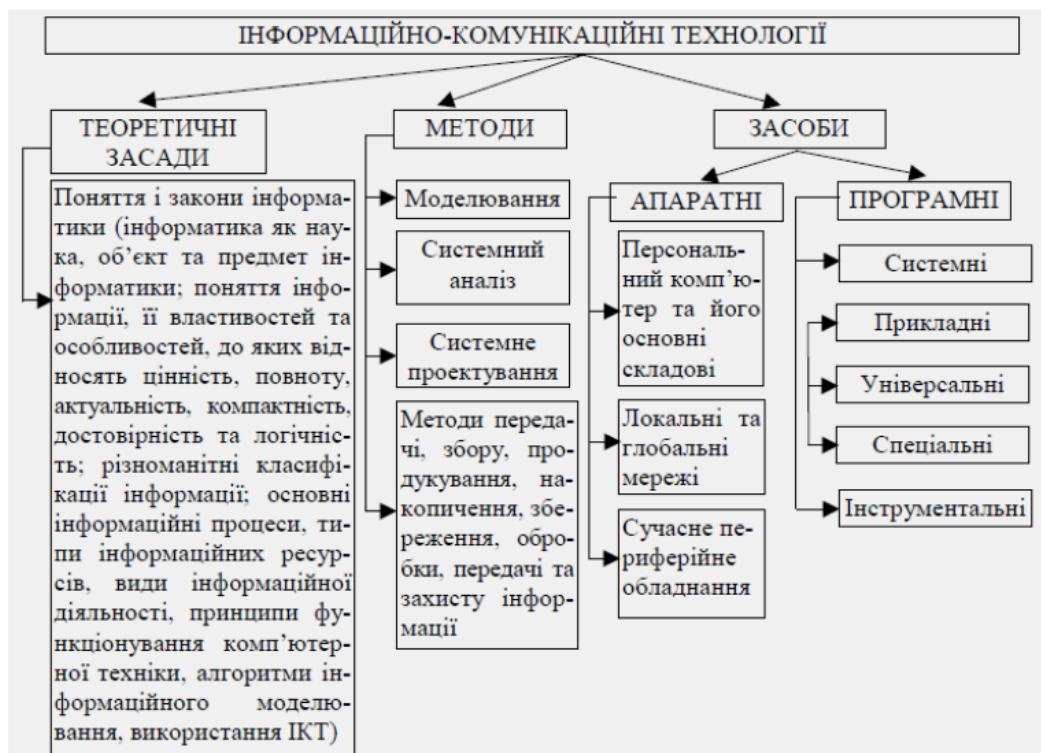 ІНФОРМАЦІЙНО-КОМУНІКАЦІЙНІ ТЕХНОЛОГІЇ
ТЕОРЕТИЧНІ
ЗАСАДИ
Поняття і закони інформа-
тики (інформатика як нау-
ка, об’єкт та предмет ін-
форматики; поняття інфо-
рмації, її властивостей та
особливостей, до яких від-
носять цінність, повноту,
актуальність, компактність,
достовірність та логічніс-
ть; різноманітні класифі-
кації інформації; основні
інформаційні процеси, ти-
пи інформаційних ресур-
сів, види інформаційної
діяльності, принципи фу-
нкціонування комп’ютер-
ної техніки, алгоритми ін-
формаційного моделю-
вання, використання ІКТ)
МЕТОДИ
Моделювання
Системний
аналіз
Системне
проектування
Методи переда-
чі, збору, про-
дукування, на-
копичення, збе-
реження, обро-
бки, передачі та
захисту інфор-
мації
ЗАСОБИ
АПАРАТНІ
Персональ-
ний комп’ю-
тер та його
основні
складові
Локальні та
глобальні
мережі
Сучасне пе-
риферійне
обладнання
ПРОГРАМНІ
Системні
Прикладні
Універсальні
Спеціальні
Інструментальні